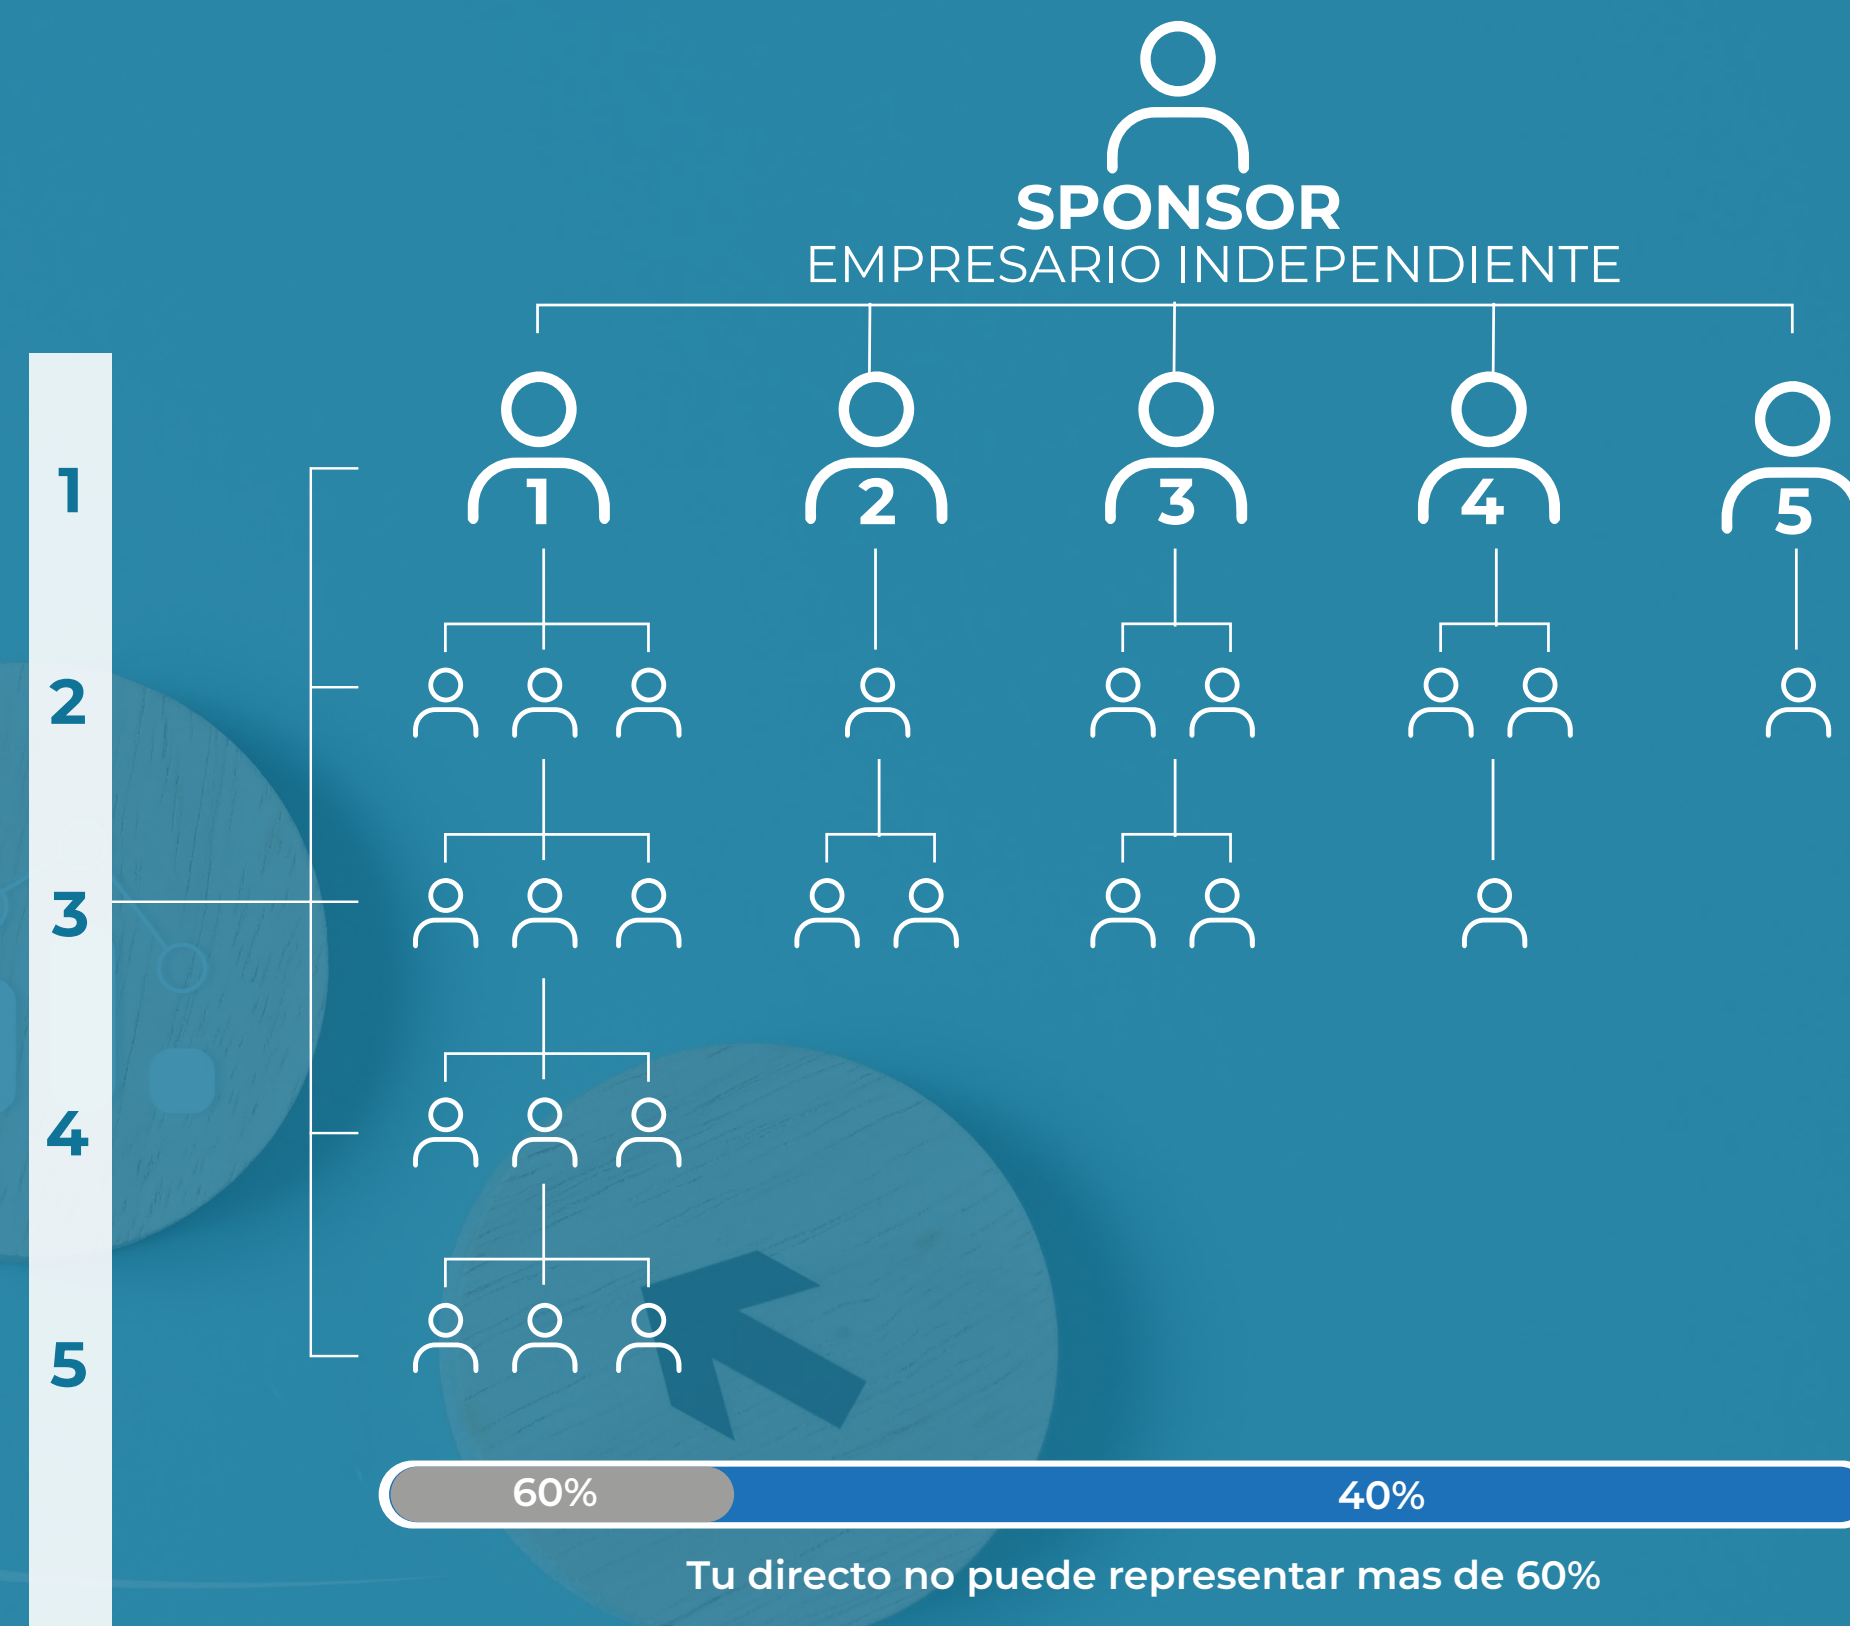 SPONSOR
EMPRESARIO INDEPENDIENTE
1
1 2 3 4 5
2
3
4
5
60% 40%
Tu directo no puede representar mas de 60%